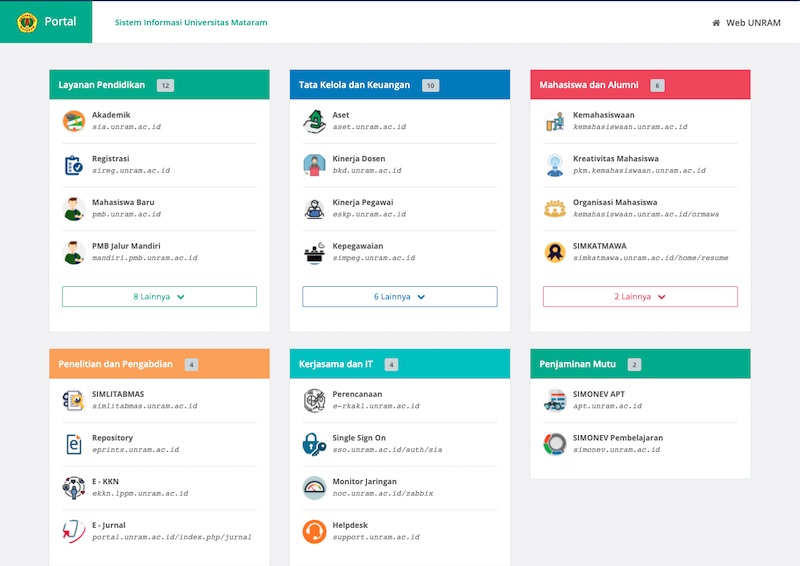 Portal
Sistem Informasi Universitas Mataram
Web UNRAM
Layanan Pendidikan 12
Akademik
sia.unram.ac.id
Registrasi
sireg.unram.ac.id
Mahasiswa Baru
pmb.unram.ac.id
PMB Jalur Mandiri
mandiri.pmb.unram.ac.id
8 Lainnya
Tata Kelola dan Keuangan 10
Aset
aset.unram.ac.id
Kinerja Dosen
bkd.unram.ac.id
Kinerja Pegawai
eskp.unram.ac.id
Kepegawaian
simpeg.unram.ac.id
6 Lainnya
Mahasiswa dan Alumni 6
Kemahasiswaan
kemahasiswaan.unram.ac.id
Kreativitas Mahasiswa
pkm.kemahasiswaan.unram.ac.id
Organisasi Mahasiswa
kemahasiswaan.unram.ac.id/ormawa
SIMKATMAWA
simkatmawa.unram.ac.id/home/resume
2 Lainnya
Penelitian dan Pengabdian 4
SIMLITABMAS
simlitabmas.unram.ac.id
Repository
eprints.unram.ac.id
E - KKN
ekkn.lppm.unram.ac.id
E - Jurnal
portal.unram.ac.id/index.php/jurnal
Kerjasama dan IT 4
Perencanaan
e-rkakl.unram.ac.id
Single Sign On
sso.unram.ac.id/auth/sia
Monitor Jaringan
noc.unram.ac.id/zabbix
Helpdesk
support.unram.ac.id
Penjaminan Mutu 2
SIMONEV APT
apt.unram.ac.id
SIMONEV Pembelajaran
simonev.unram.ac.id